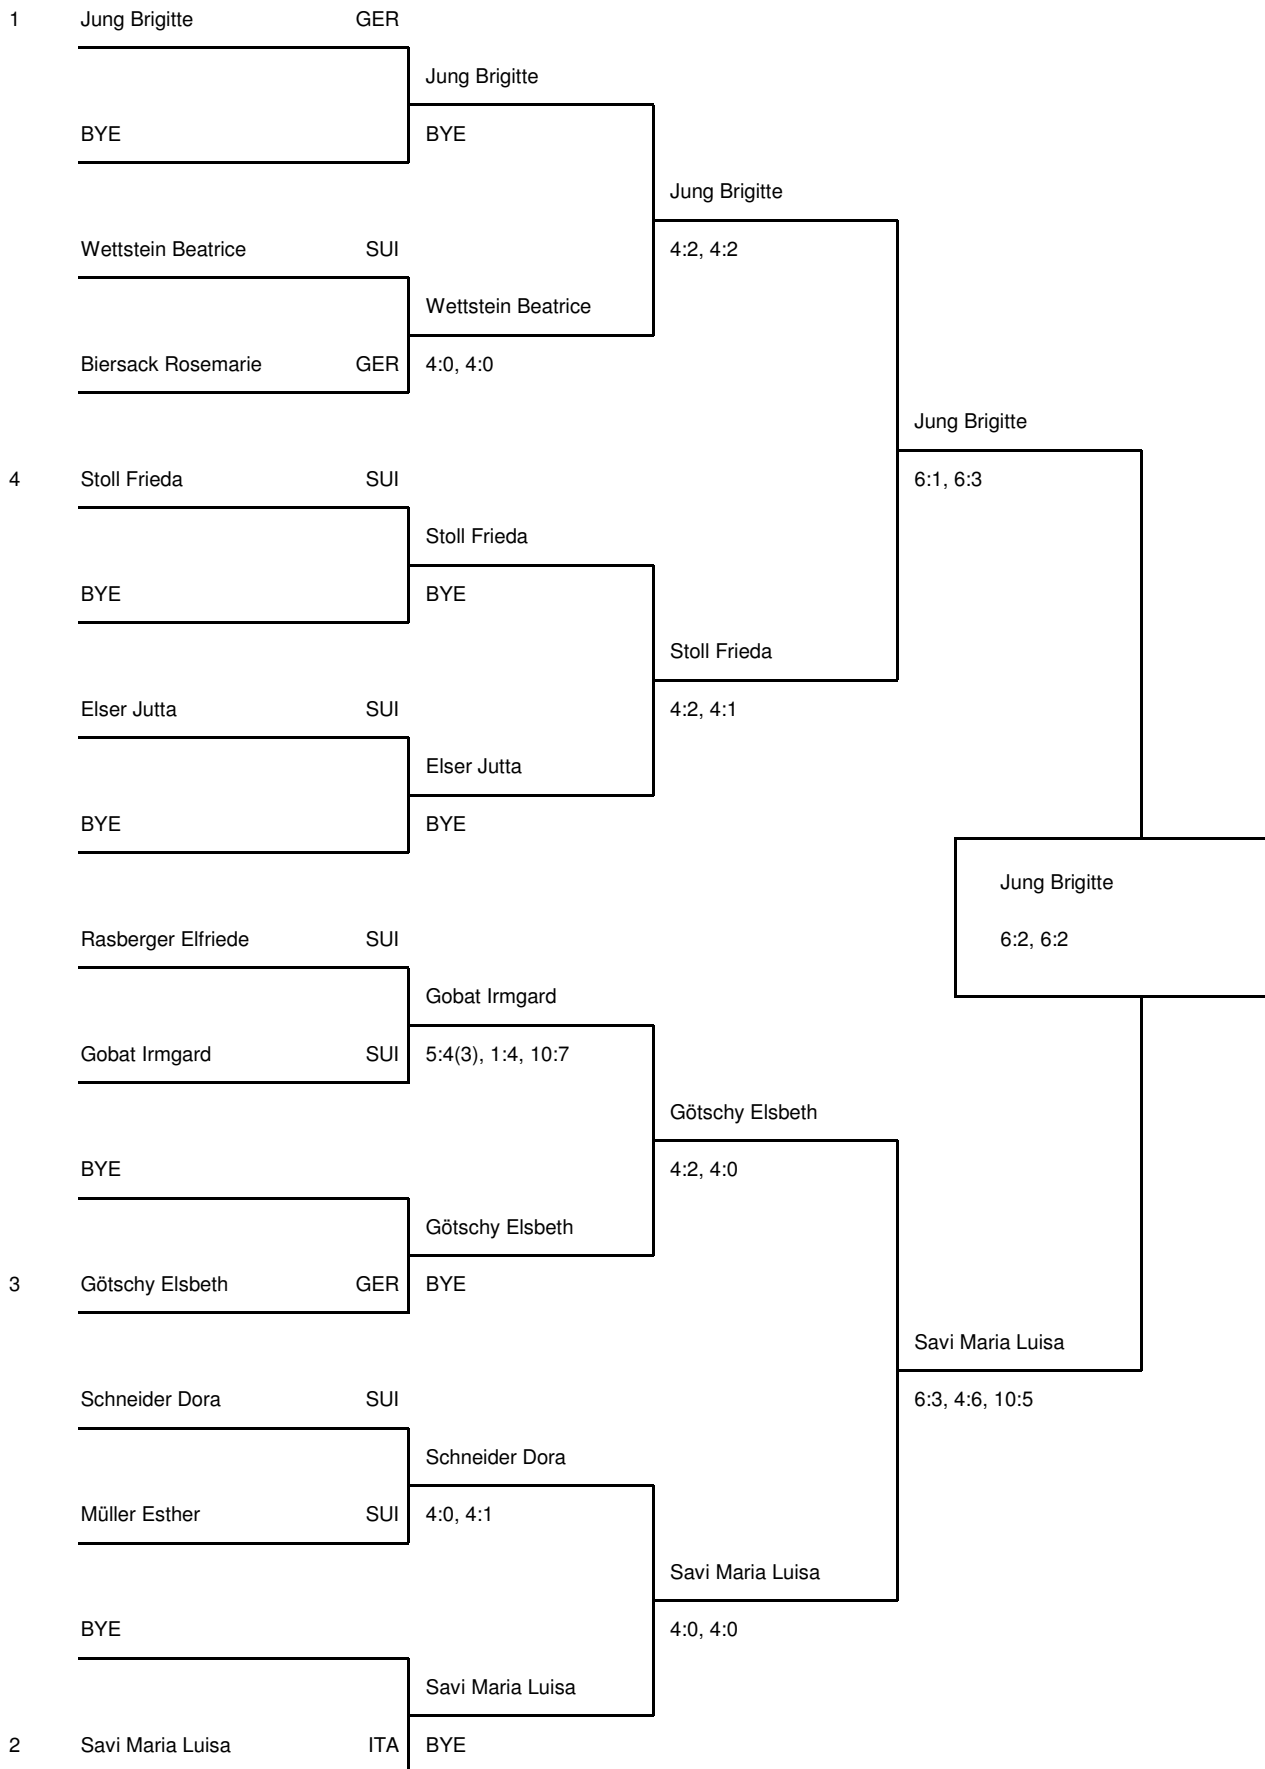 1 Jung Brigitte GER
Jung Brigitte
BYE BYE
Jung Brigitte
Wettstein Beatrice SUI 4:2, 4:2
Wettstein Beatrice
Biersack Rosemarie GER 4:0, 4:0
Jung Brigitte
4 Stoll Frieda SUI 6:1, 6:3
Stoll Frieda
BYE BYE
Stoll Frieda
Elser Jutta SUI 4:2, 4:1
Elser Jutta
BYE BYE
Jung Brigitte
Rasberger Elfriede SUI 6:2, 6:2
Gobat Irmgard
Gobat Irmgard SUI 5:4(3), 1:4, 10:7
Götschy Elsbeth
BYE 4:2, 4:0
Götschy Elsbeth
3 Götschy Elsbeth GER BYE
Savi Maria Luisa
Schneider Dora SUI 6:3, 4:6, 10:5
Schneider Dora
Müller Esther SUI 4:0, 4:1
Savi Maria Luisa
BYE 4:0, 4:0
Savi Maria Luisa
2 Savi Maria Luisa ITA BYE